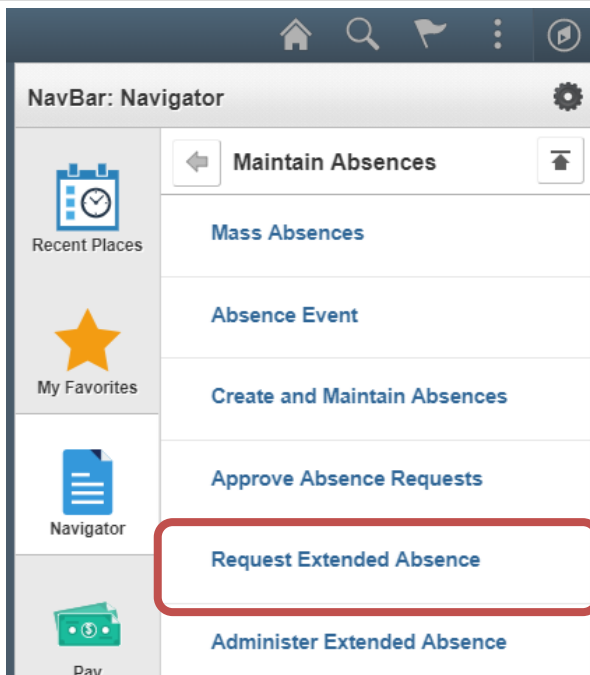 NavBar: Navigator
Recent Places
My Favorites
Navigator
Pay
Maintain Absences
Mass Absences
Absence Event
Create and Maintain Absences
Approve Absence Requests
Request Extended Absence
Administer Extended Absence